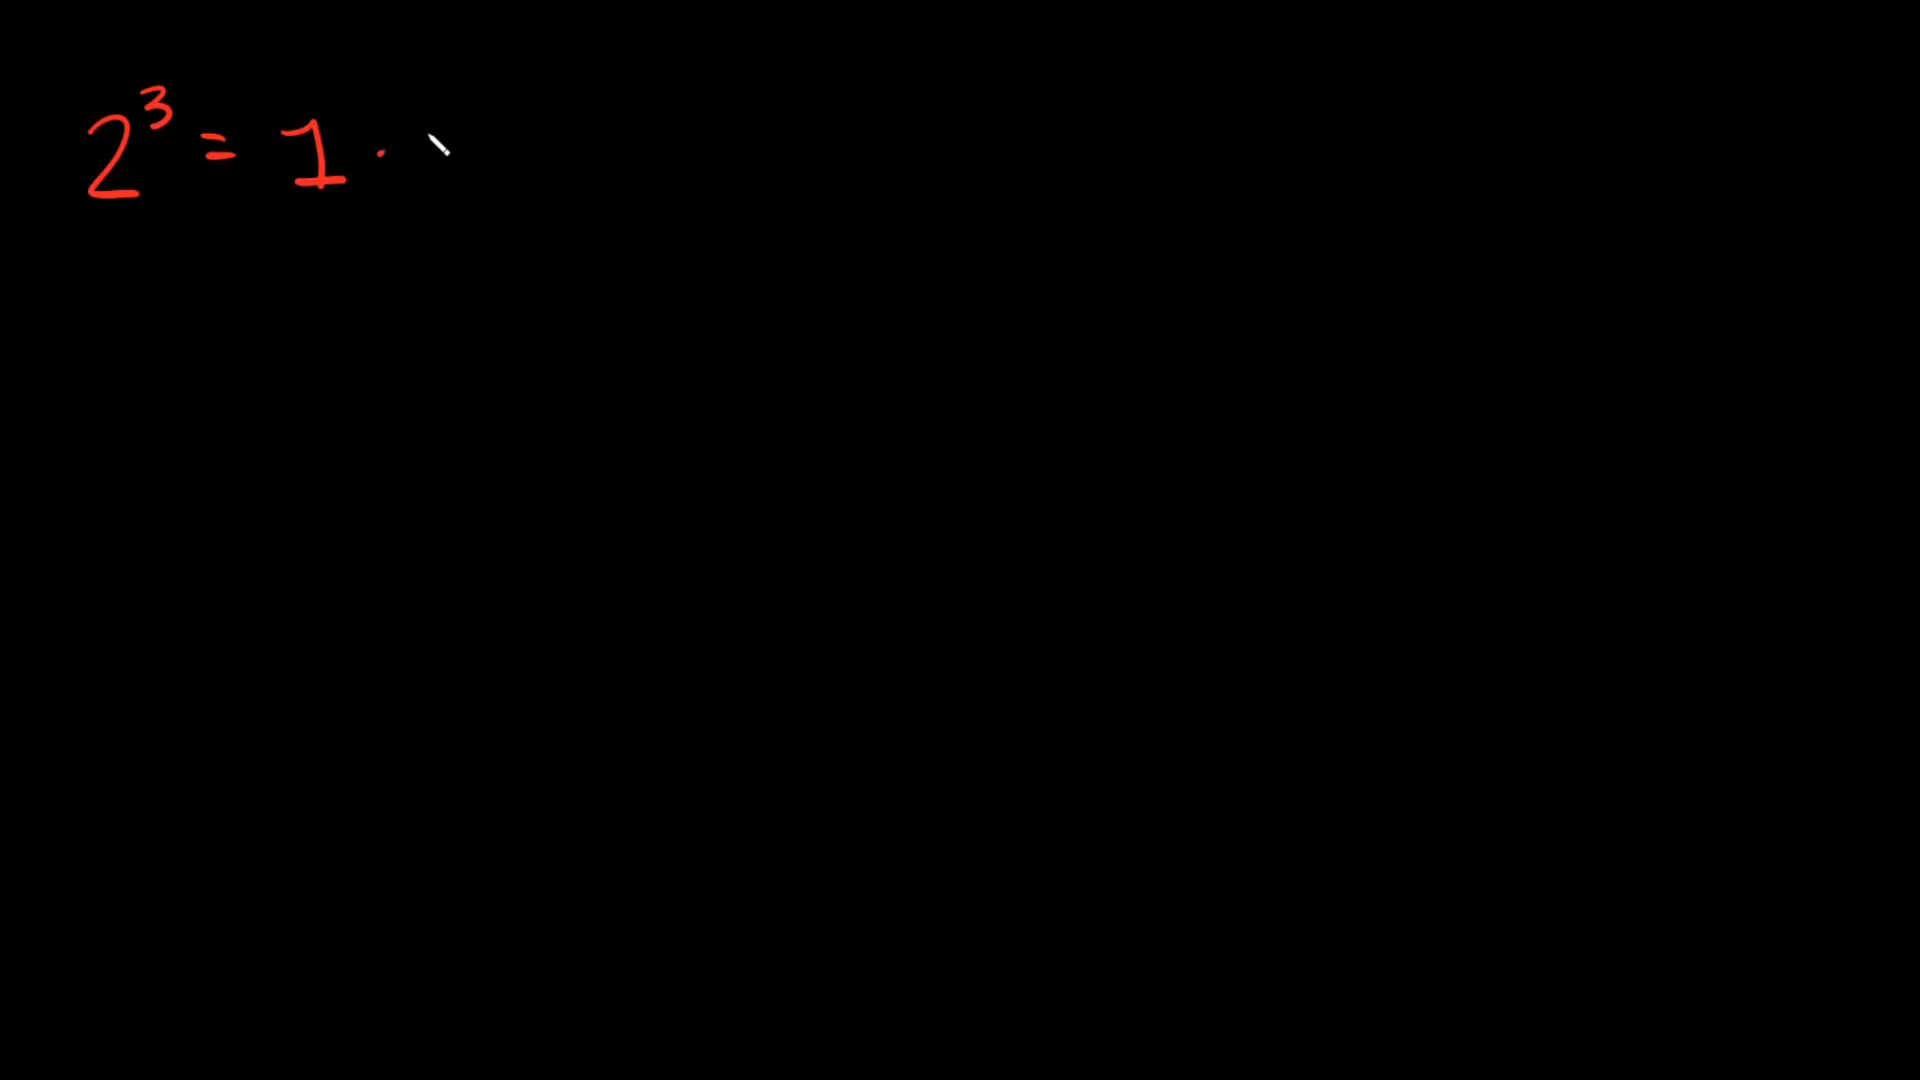 2³ = 1 ·